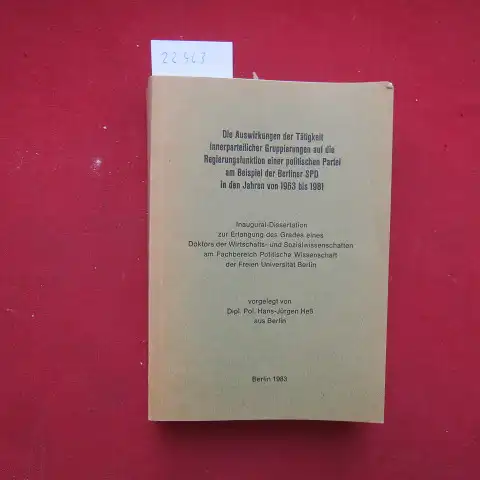 22423
Die Auswirkungen der Tätigkeit
innerparteilicher Gruppierungen auf die
Regierungsfunktion einer politischen Partei
am Beispiel der Berliner SPD
in den Jahren von 1963 bis 1981
Inaugural-Dissertation
zur Erlangung des Grades eines
Doktors der Wirtschafts- und Sozialwissenschaften
am Fachbereich Politische Wissenschaft
der Freien Universität Berlin
vorgelegt von
Dipl. Pol. Hans-Jürgen Heß
aus Berlin
Berlin 1983